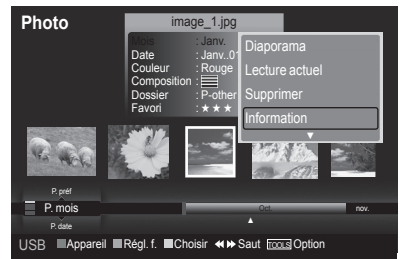 Photo
image_1.jpg
Mois : Janv.
Date : Janv..01
Couleur : Rouge
Composition :
Dossier : P-other
Favori : ★★★
Diaporama
Lecture actuel
Supprimer
Information
P. préf
P. mois
P. date
Oct.
nov.
USB Appareil Régl. f. Choisir Saut TOOLS Option